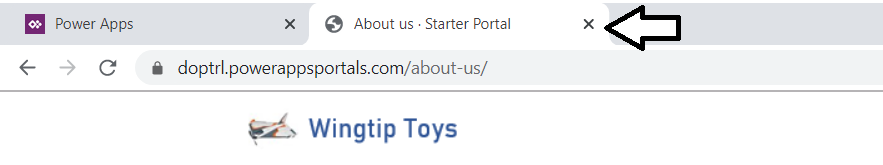 Power Apps
About us · Starter Portal
doptrl.powerappsportals.com/about-us/
Wingtip Toys